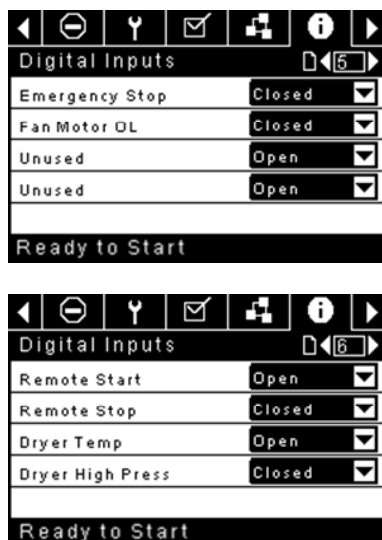 Digital Inputs 5
Emergency Stop Closed
Fan Motor OL Closed
Unused Open
Unused Open
Ready to Start
Digital Inputs 6
Remote Start Open
Remote Stop Closed
Dryer Temp Open
Dryer High Press Closed
Ready to Start